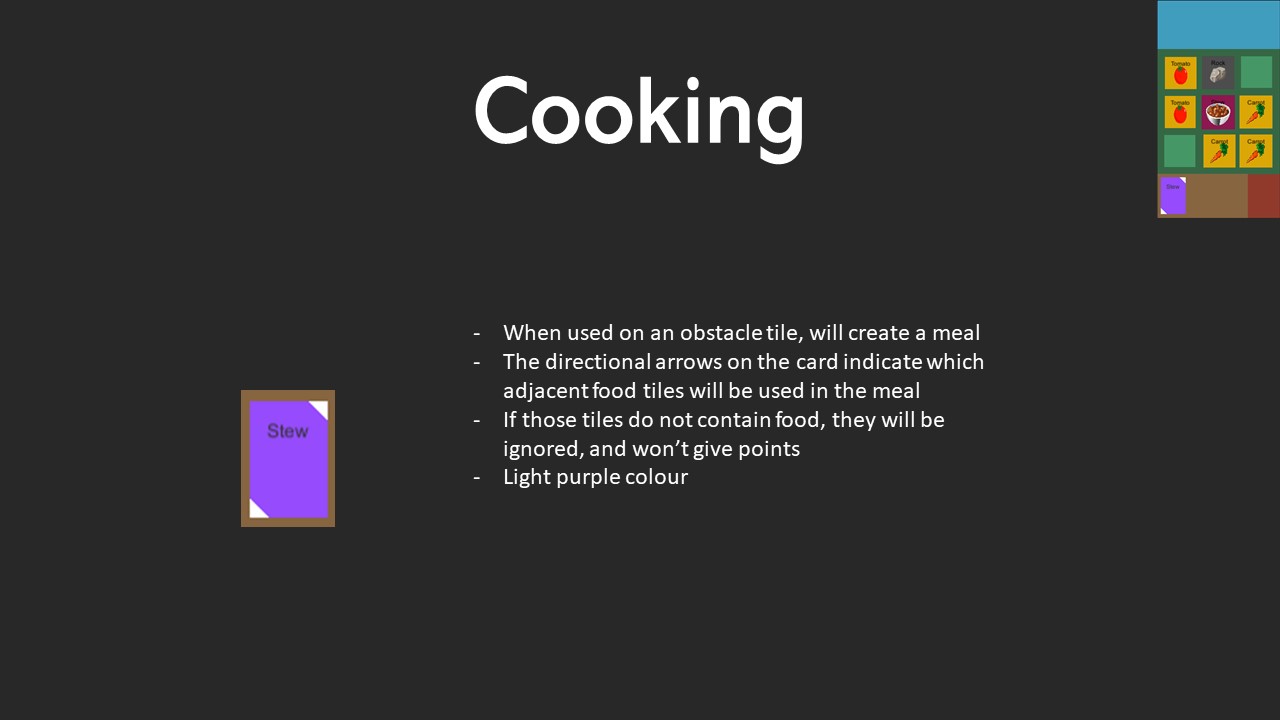 Cooking
Tomato Rock
Tomato Carrot
Carrot Carrot
Stew
- When used on an obstacle tile, will create a meal
- The directional arrows on the card indicate which
adjacent food tiles will be used in the meal
- If those tiles do not contain food, they will be
ignored, and won't give points
- Light purple colour
Stew